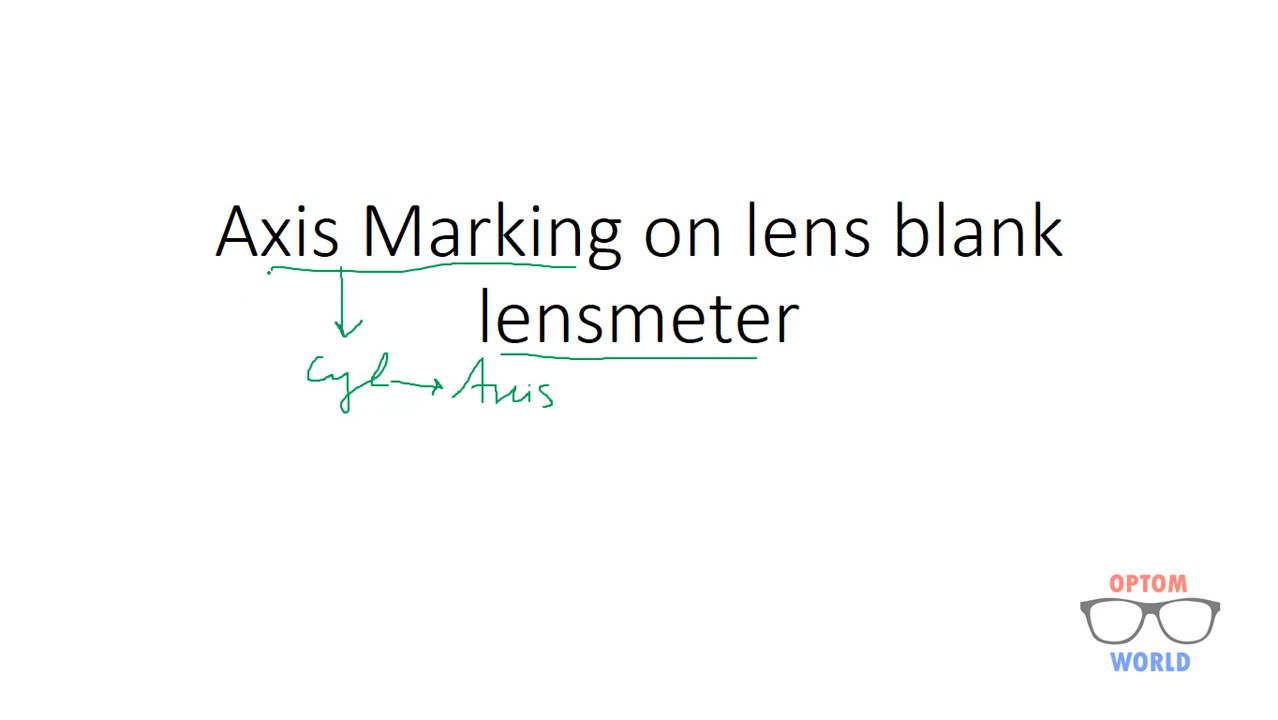 Axis Marking on lens blank
lensmeter
Cyl → Axis
OPTOM
WORLD